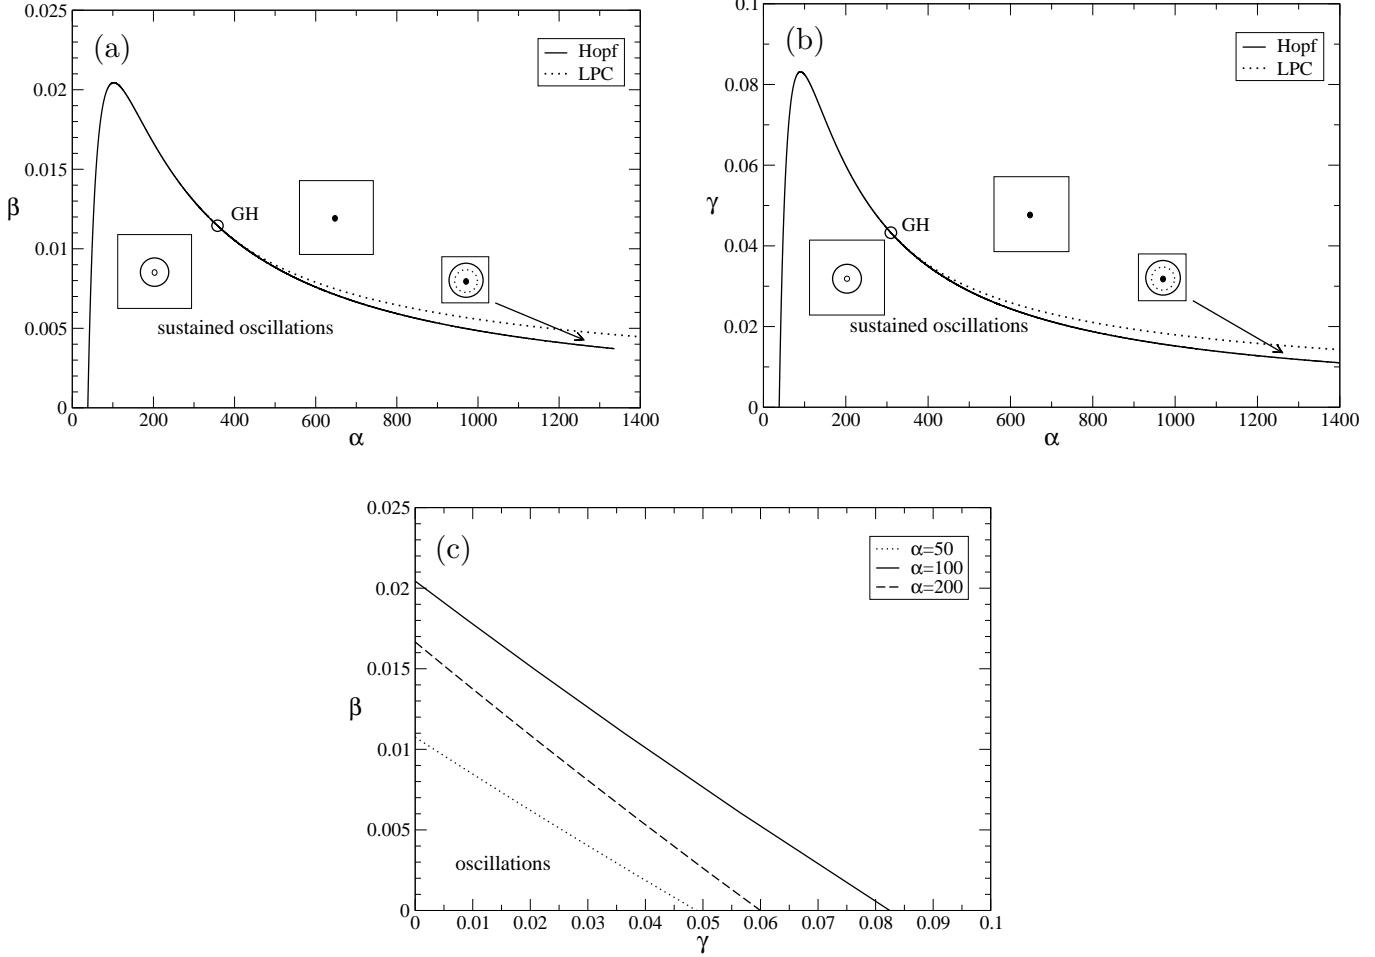 (a)
Hopf
LPC
GH
sustained oscillations
0.025
0.02
0.015
0.01
0.005
0
β
0 200 400 600 800 1000 1200 1400
α
(b)
Hopf
LPC
GH
sustained oscillations
0.1
0.08
0.06
0.04
0.02
0
γ
0 200 400 600 800 1000 1200 1400
α
(c)
α=50
α=100
α=200
oscillations
0.025
0.02
0.015
0.01
0.005
0
β
0 0.01 0.02 0.03 0.04 0.05 0.06 0.07 0.08 0.09 0.1
γ